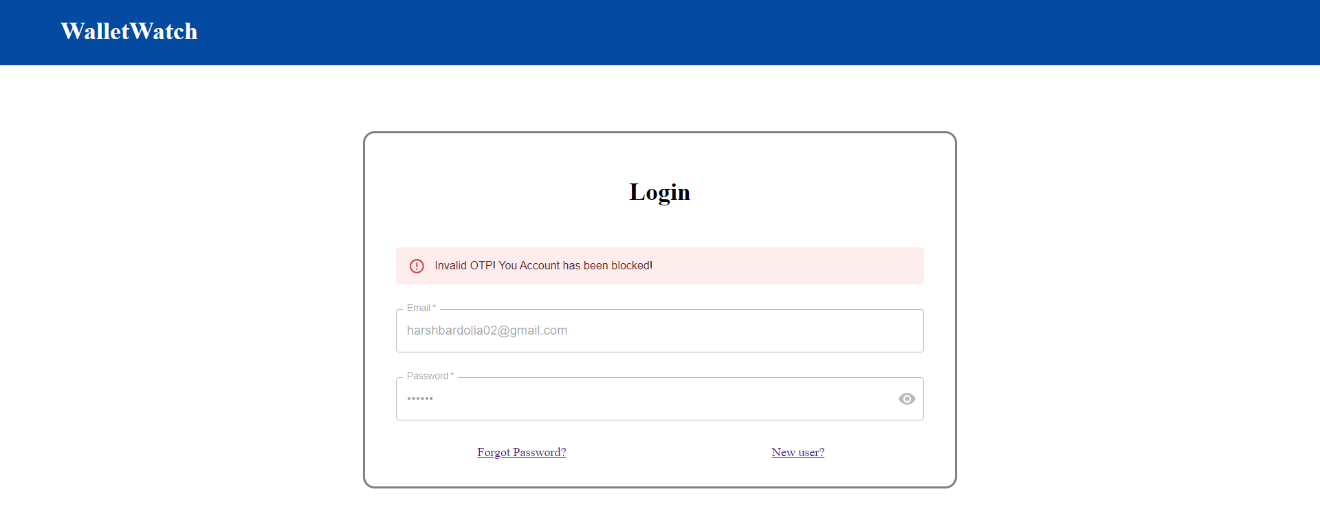 WalletWatch
Login
Invalid OTP! You Account has been blocked!
Email *
harshbardolia02@gmail.com
Password *
••••••
Forgot Password? New user?